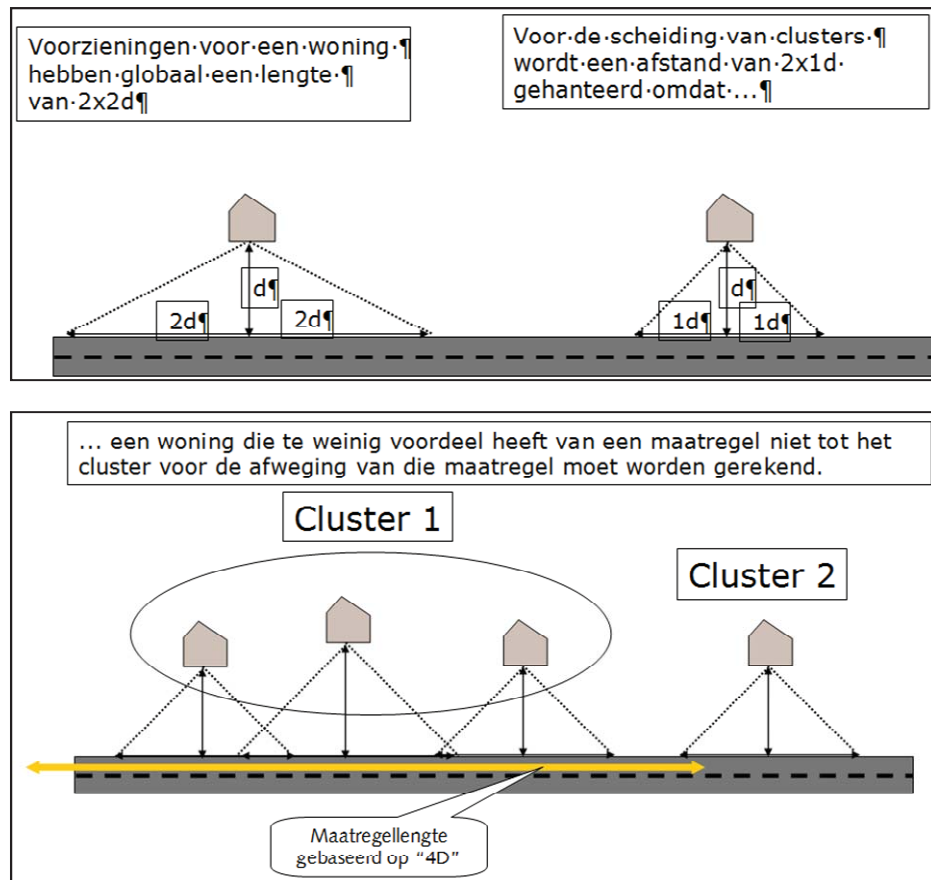 Voorzieningen·voor·een·woning·¶
hebben·globaal·een·lengte·¶
van·2x2d¶
Voor·de·scheiding·van·clusters·¶
wordt·een·afstand·van·2x1d·
gehanteerd·omdat·...¶
d¶
2d¶
2d¶
d¶
1d¶
1d¶
... een woning die te weinig voordeel heeft van een maatregel niet tot het
cluster voor de afweging van die maatregel moet worden gerekend.
Cluster 1
Cluster 2
Maatregellengte
gebaseerd op “4D”